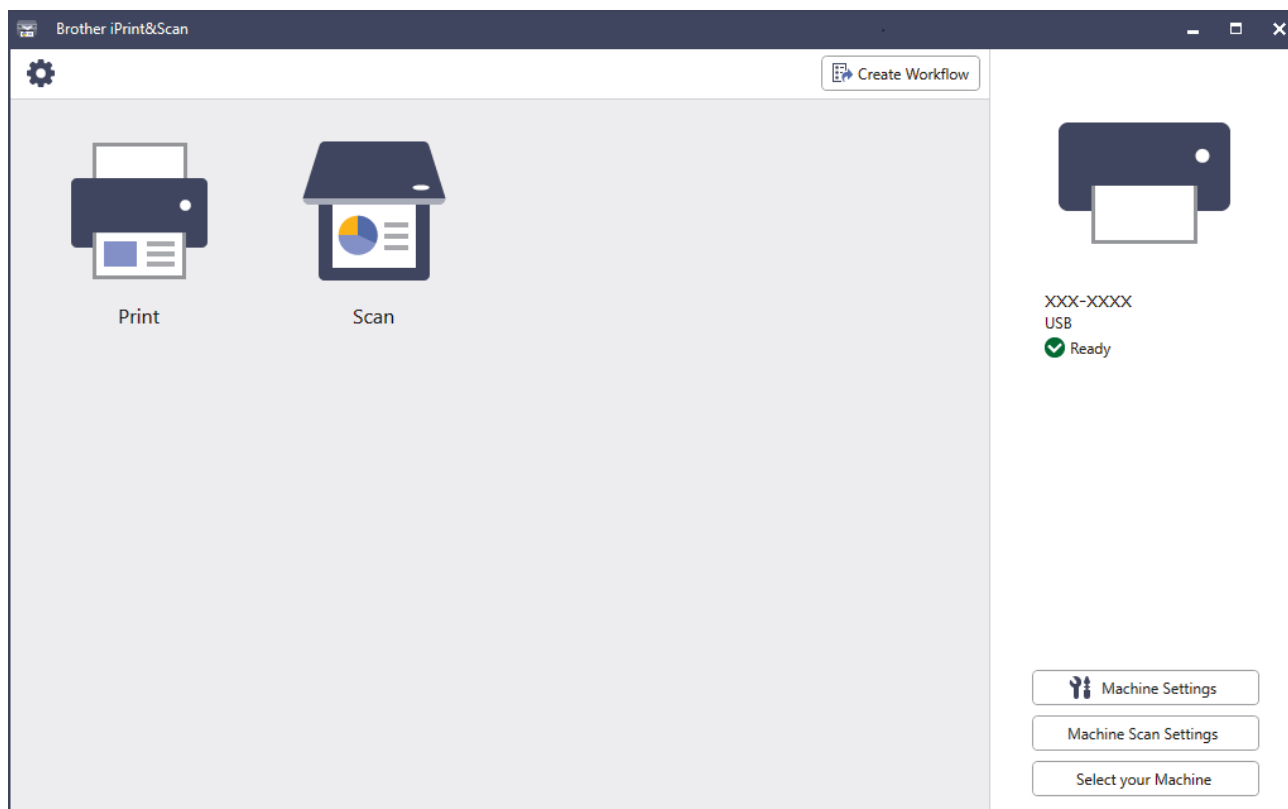 Brother iPrint&Scan
Create Workflow
Print
Scan
XXX-XXXX
USB
Ready
Machine Settings
Machine Scan Settings
Select your Machine